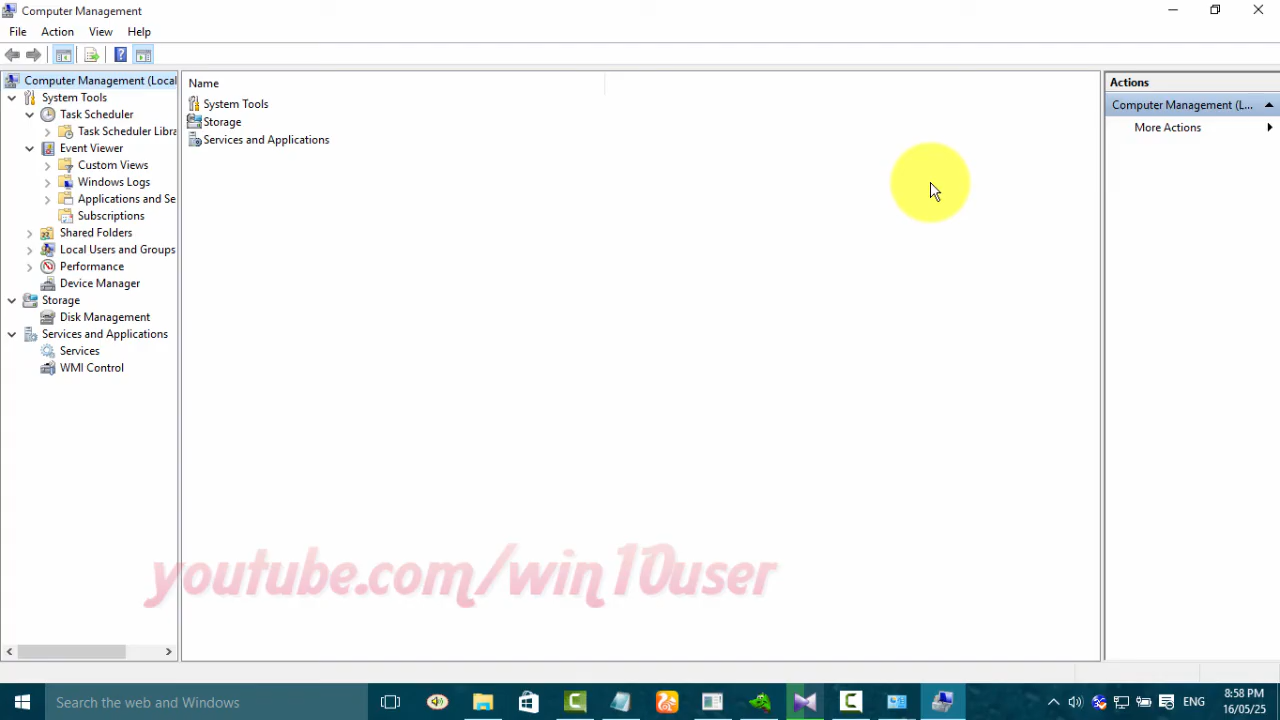 Computer Management
File Action View Help
Computer Management (Local
System Tools
Task Scheduler
Task Scheduler Libra
Event Viewer
Custom Views
Windows Logs
Applications and Se
Subscriptions
Shared Folders
Local Users and Groups
Performance
Device Manager
Storage
Disk Management
Services and Applications
Services
WMI Control
Name
System Tools
Storage
Services and Applications
Actions
Computer Management (L...
More Actions
youtube.com/win10user
Search the web and Windows
ENG
8:58 PM
16/05/25